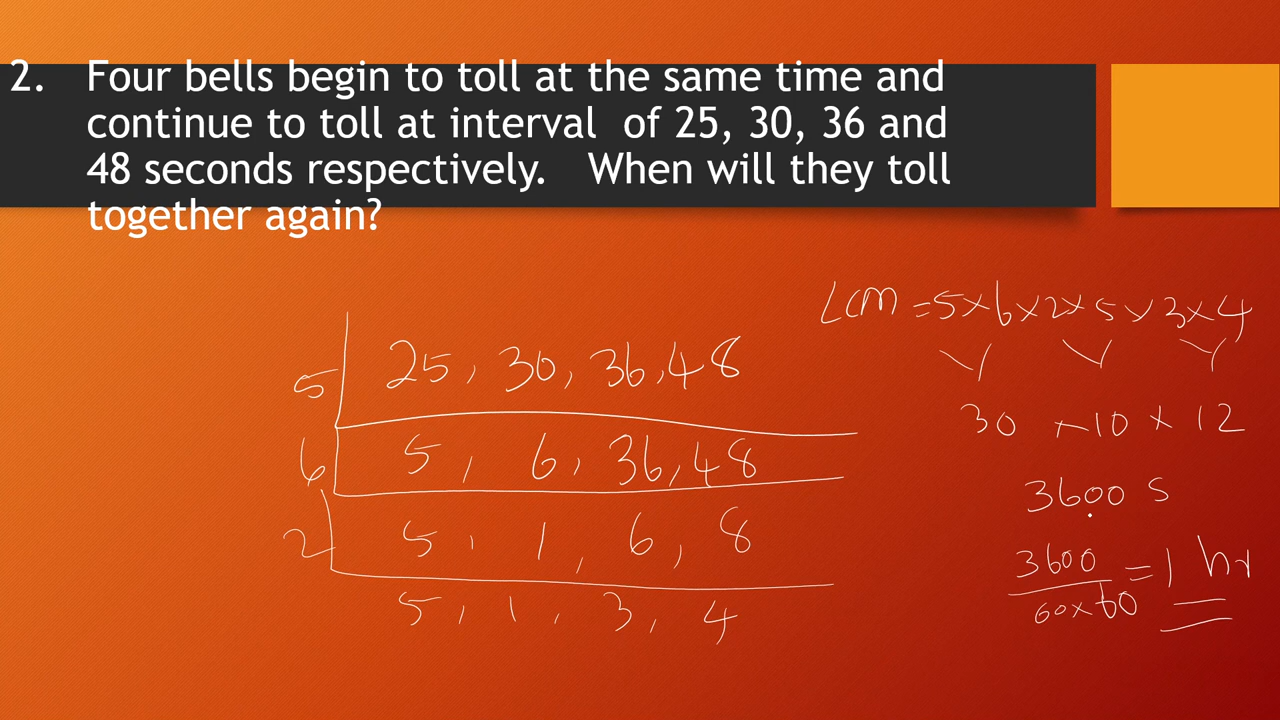 2. Four bells begin to toll at the same time and
continue to toll at interval of 25, 30, 36 and
48 seconds respectively. When will they toll
together again?
LCM = 5×6×2×5×3×4
5 | 25, 30, 36, 48
30 × 10 × 12
6 | 5, 6, 36, 48
3600 s
2 | 5, 1, 6, 8
3600
60×60
= 1 hr
5, 1, 3, 4